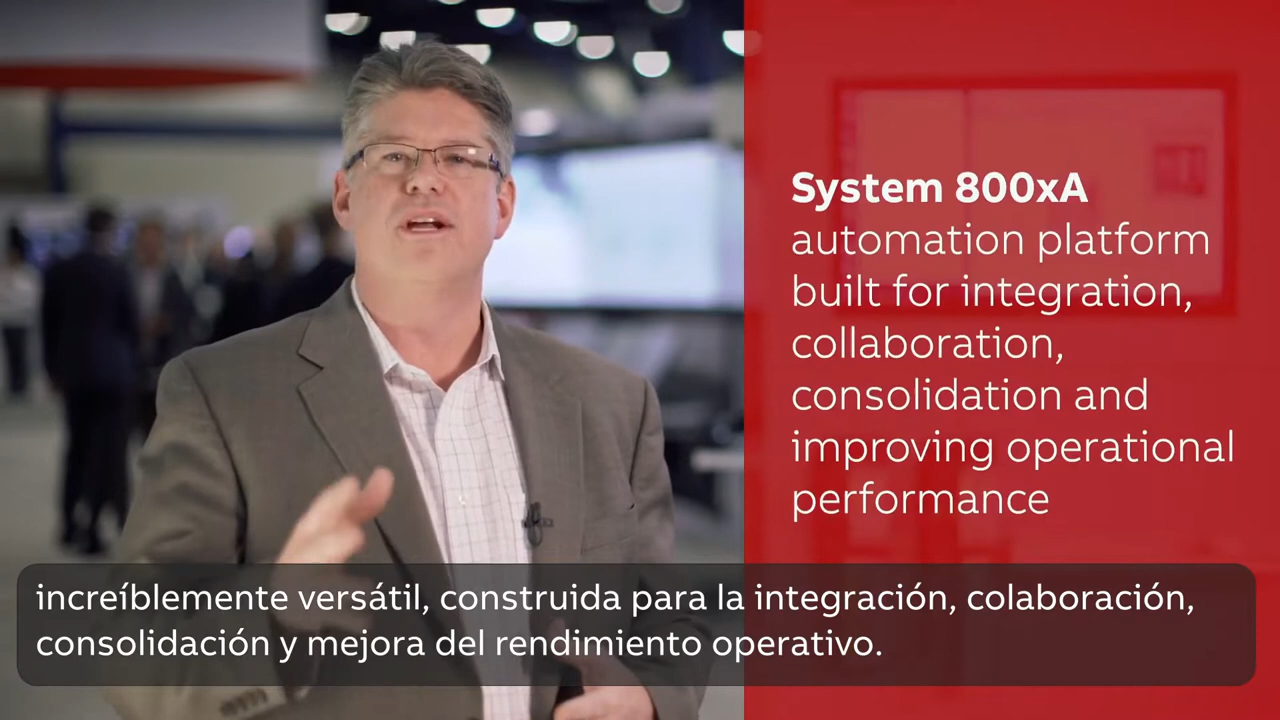 System 800xA
automation platform
built for integration,
collaboration,
consolidation and
improving operational
performance
increíblemente versátil, construida para la integración, colaboración,
consolidación y mejora del rendimiento operativo.